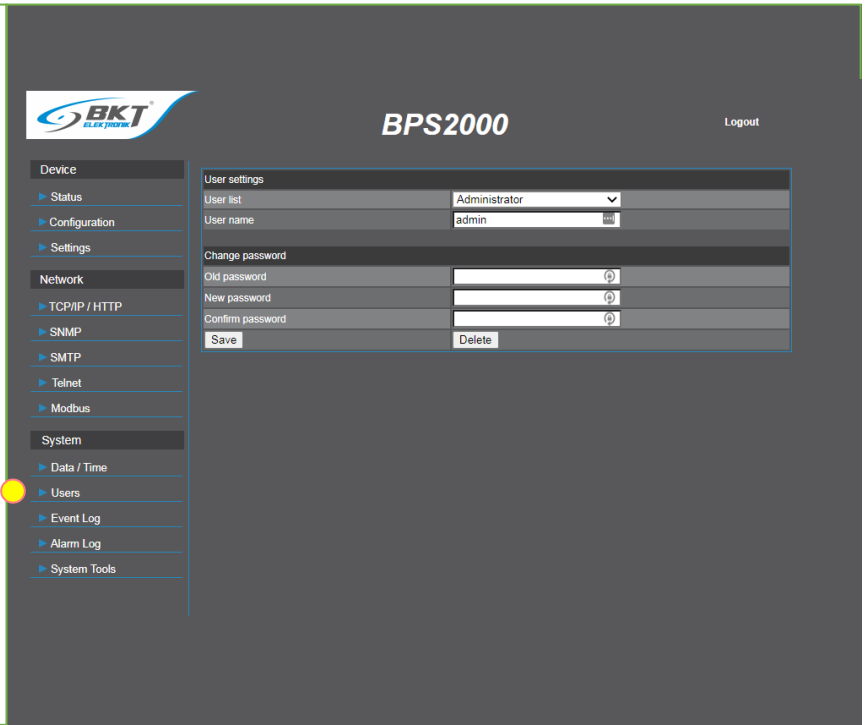 BKT
ELEKTRONIK
BPS2000
Logout
Device
Status
Configuration
Settings
Network
TCP/IP / HTTP
SNMP
SMTP
Telnet
Modbus
System
Data / Time
Users
Event Log
Alarm Log
System Tools
User settings
User list Administrator
User name admin
Change password
Old password
New password
Confirm password
Save Delete